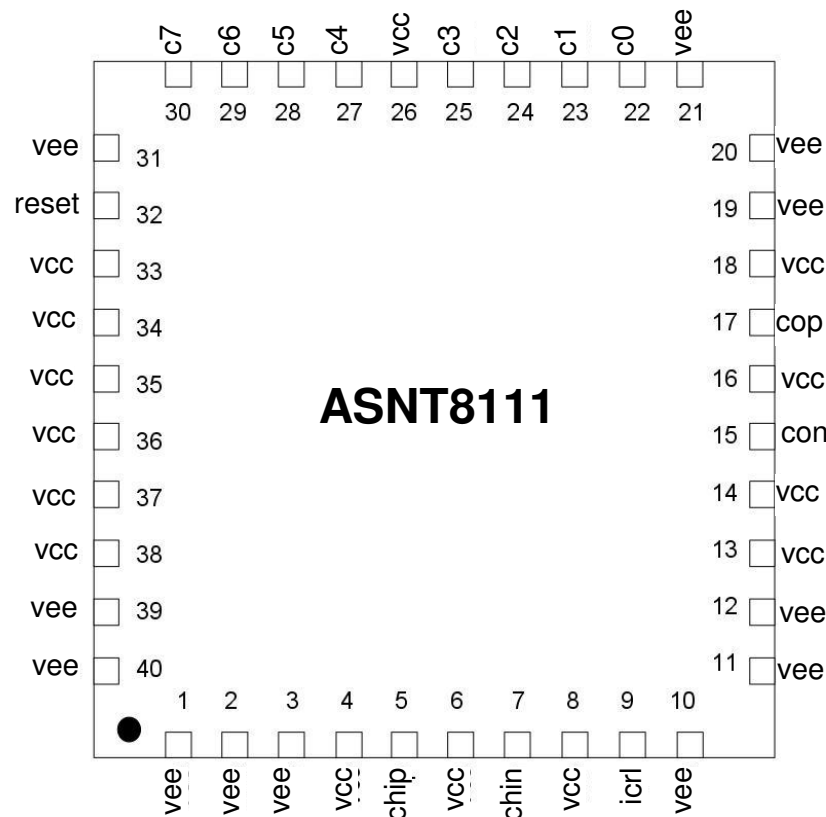 c7 c6 c5 c4 vcc c3 c2 c1 c0 vee
30 29 28 27 26 25 24 23 22 21
vee 31 20 vee
reset 32 19 vee
vcc 33 18 vcc
vcc 34 17 cop
vcc 35 16 vcc
ASNT8111
vcc 36 15 con
vcc 37 14 vcc
vcc 38 13 vcc
vee 39 12 vee
vee 40 11 vee
1 2 3 4 5 6 7 8 9 10
vee vee vee vcc chip vcc chin vcc icrl vee